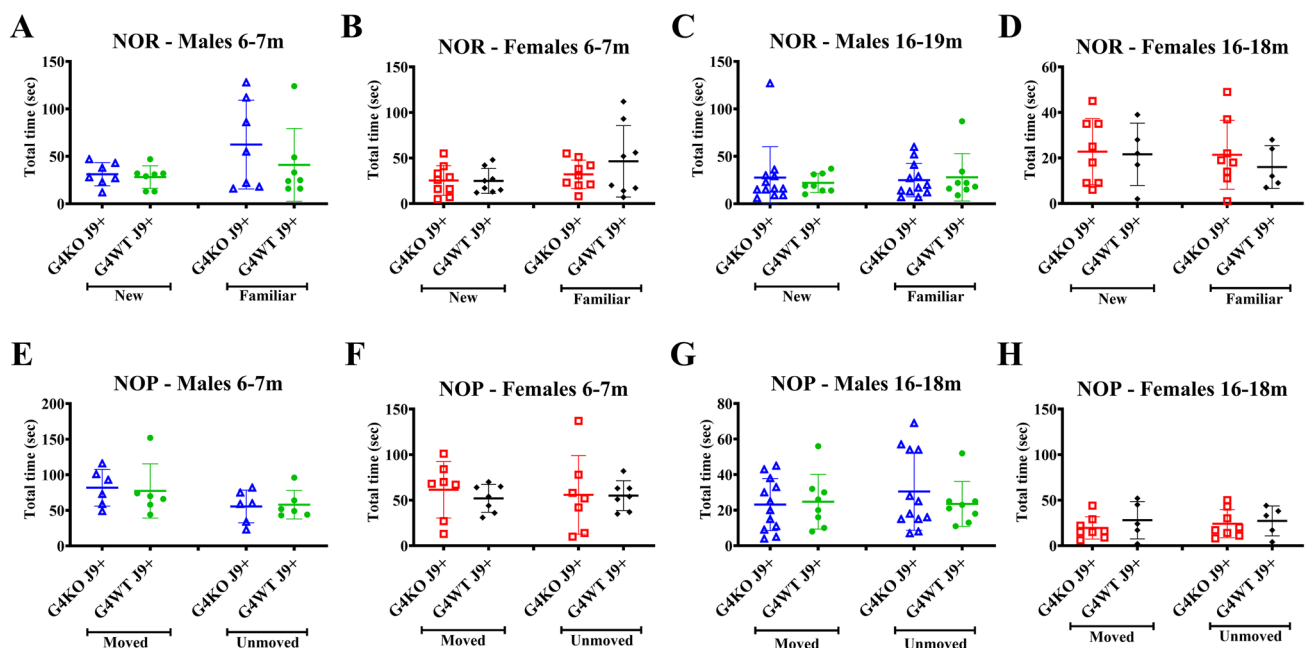 A
NOR - Males 6-7m
Total time (sec)
150
100
50
0
G4KO J9+
G4WT J9+
G4KO J9+
G4WT J9+
New
Familiar
B
NOR - Females 6-7m
Total time (sec)
150
100
50
0
G4KO J9+
G4WT J9+
G4KO J9+
G4WT J9+
New
Familiar
C
NOR - Males 16-19m
Total time (sec)
150
100
50
0
G4KO J9+
G4WT J9+
G4KO J9+
G4WT J9+
New
Familiar
D
NOR - Females 16-18m
Total time (sec)
60
40
20
0
G4KO J9+
G4WT J9+
G4KO J9+
G4WT J9+
New
Familiar
E
NOP - Males 6-7m
Total time (sec)
200
150
100
50
0
G4KO J9+
G4WT J9+
G4KO J9+
G4WT J9+
Moved
Unmoved
F
NOP - Females 6-7m
Total time (sec)
150
100
50
0
G4KO J9+
G4WT J9+
G4KO J9+
G4WT J9+
Moved
Unmoved
G
NOP - Males 16-18m
Total time (sec)
80
60
40
20
0
G4KO J9+
G4WT J9+
G4KO J9+
G4WT J9+
Moved
Unmoved
H
NOP - Females 16-18m
Total time (sec)
150
100
50
0
G4KO J9+
G4WT J9+
G4KO J9+
G4WT J9+
Moved
Unmoved